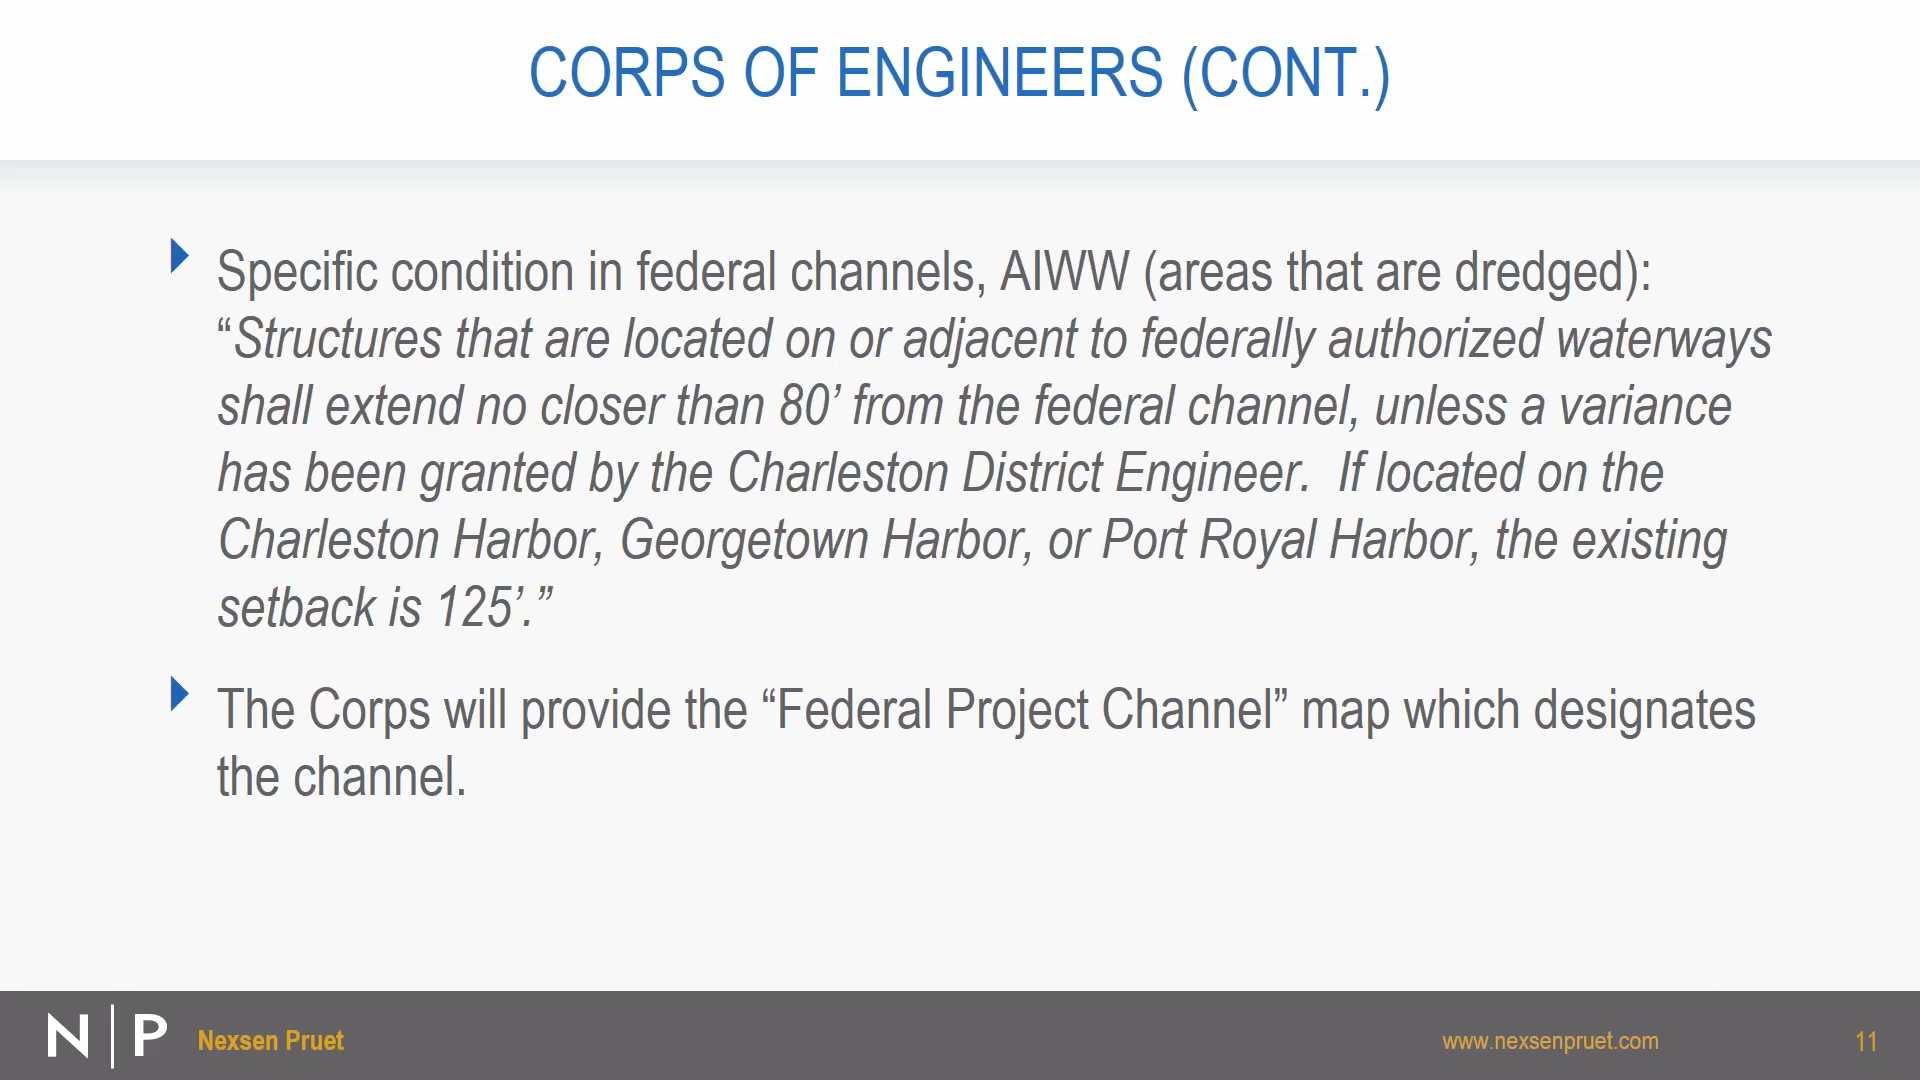 CORPS OF ENGINEERS (CONT.)
Specific condition in federal channels, AIWW (areas that are dredged):
“Structures that are located on or adjacent to federally authorized waterways
shall extend no closer than 80’ from the federal channel, unless a variance
has been granted by the Charleston District Engineer.  If located on the
Charleston Harbor, Georgetown Harbor, or Port Royal Harbor, the existing
setback is 125’.”
The Corps will provide the “Federal Project Channel” map which designates
the channel.
N|P Nexsen Pruet
www.nexsenpruet.com
11